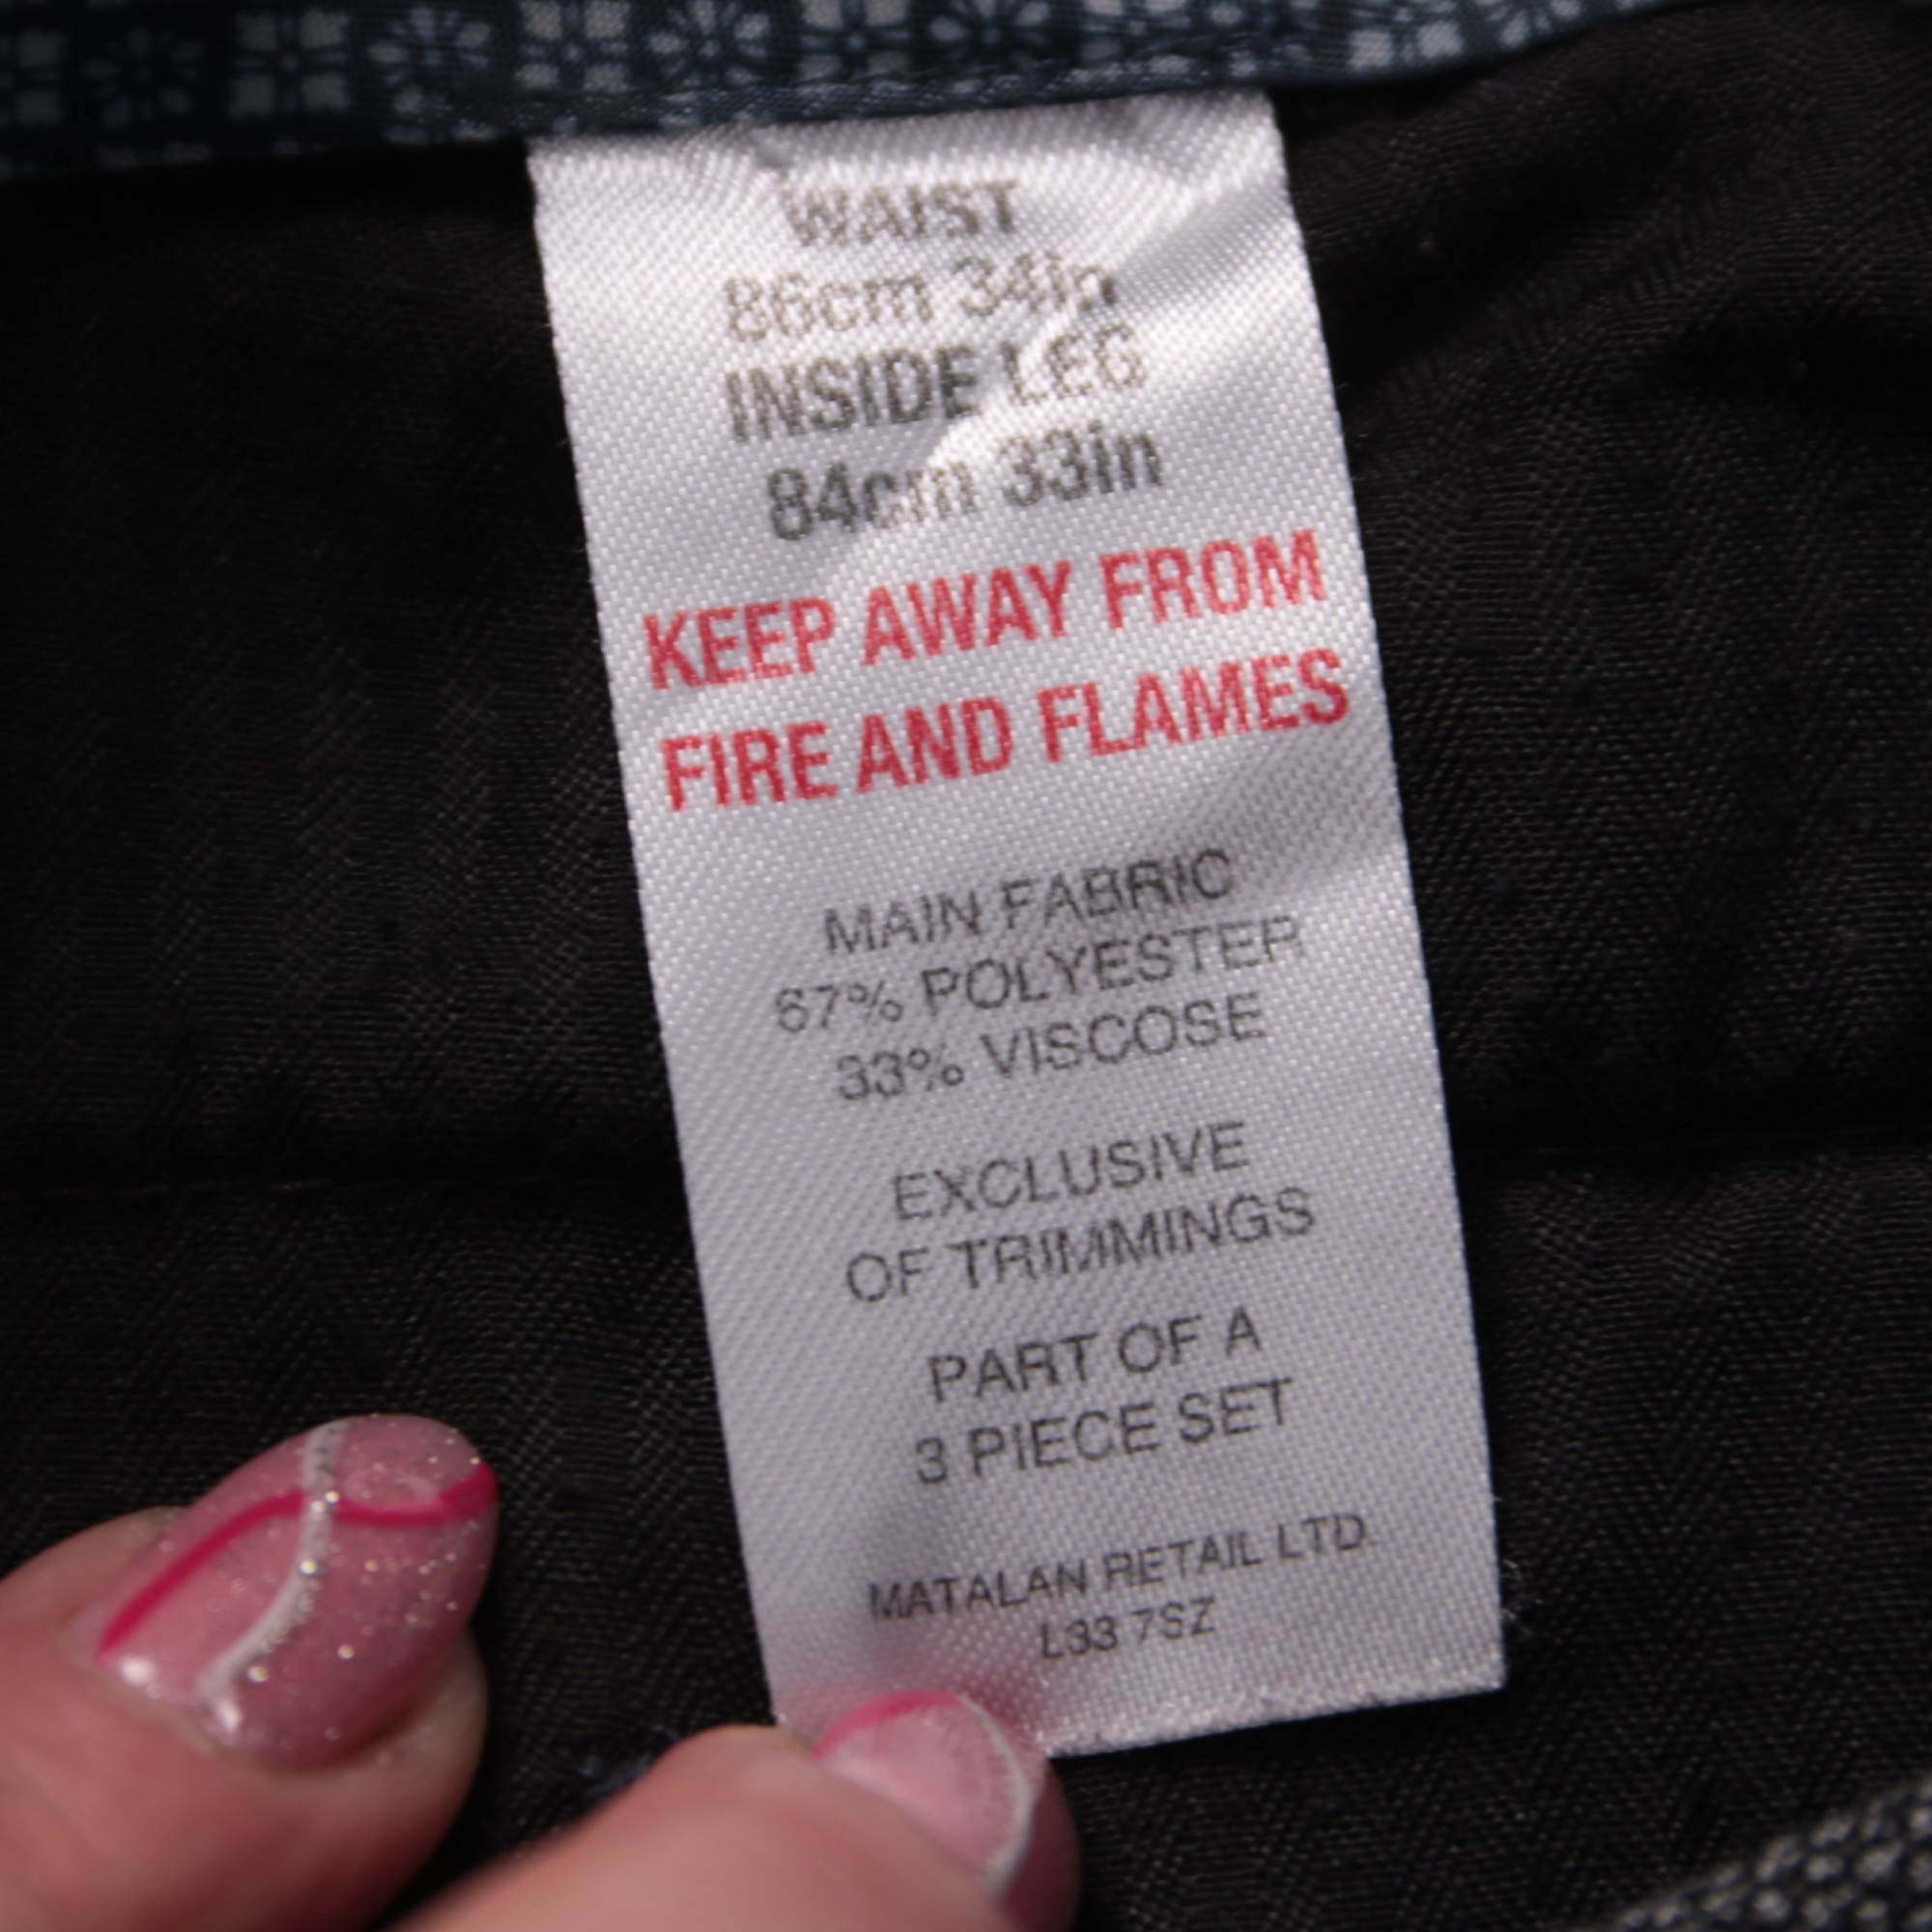 WAIST
86cm 34in
INSIDE LEG
84cm 33in
KEEP AWAY FROM
FIRE AND FLAMES
MAIN FABRIC
67% POLYESTER
33% VISCOSE
EXCLUSIVE
OF TRIMMINGS
PART OF A
3 PIECE SET
MATALAN RETAIL LTD
L33 7SZ